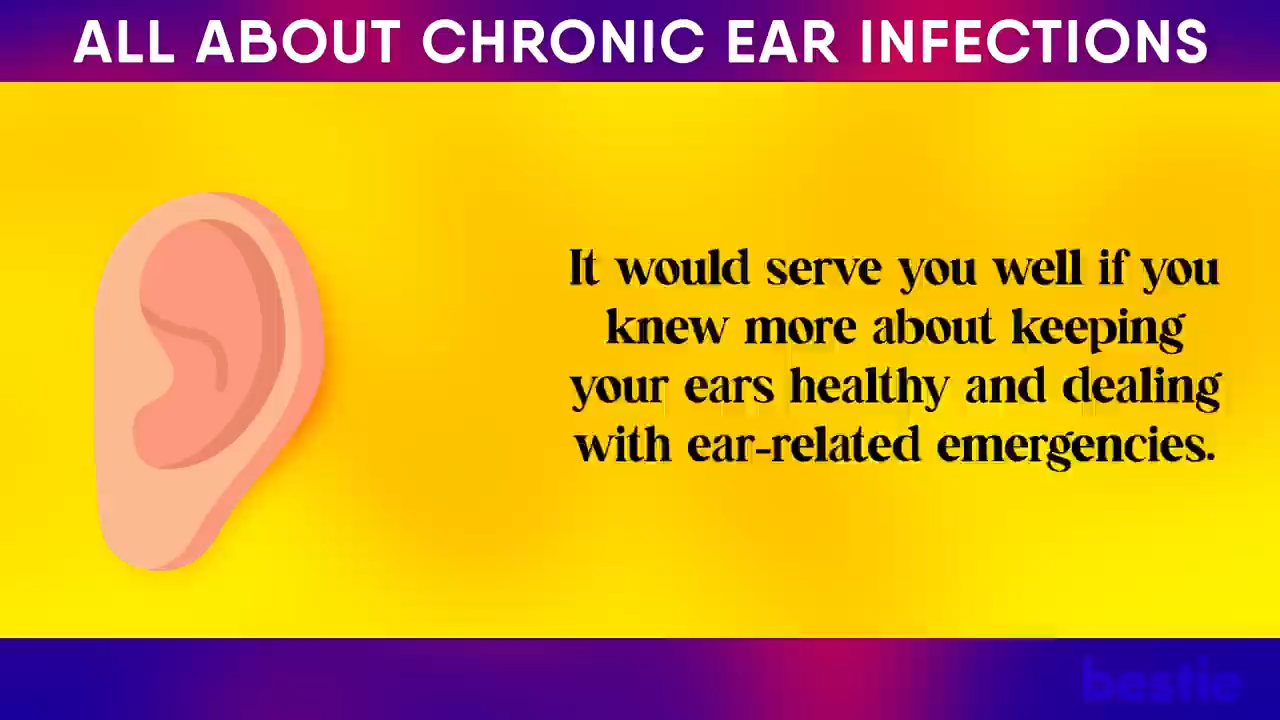 ALL ABOUT CHRONIC EAR INFECTIONS
It would serve you well if you
knew more about keeping
your ears healthy and dealing
with ear-related emergencies.
bestie